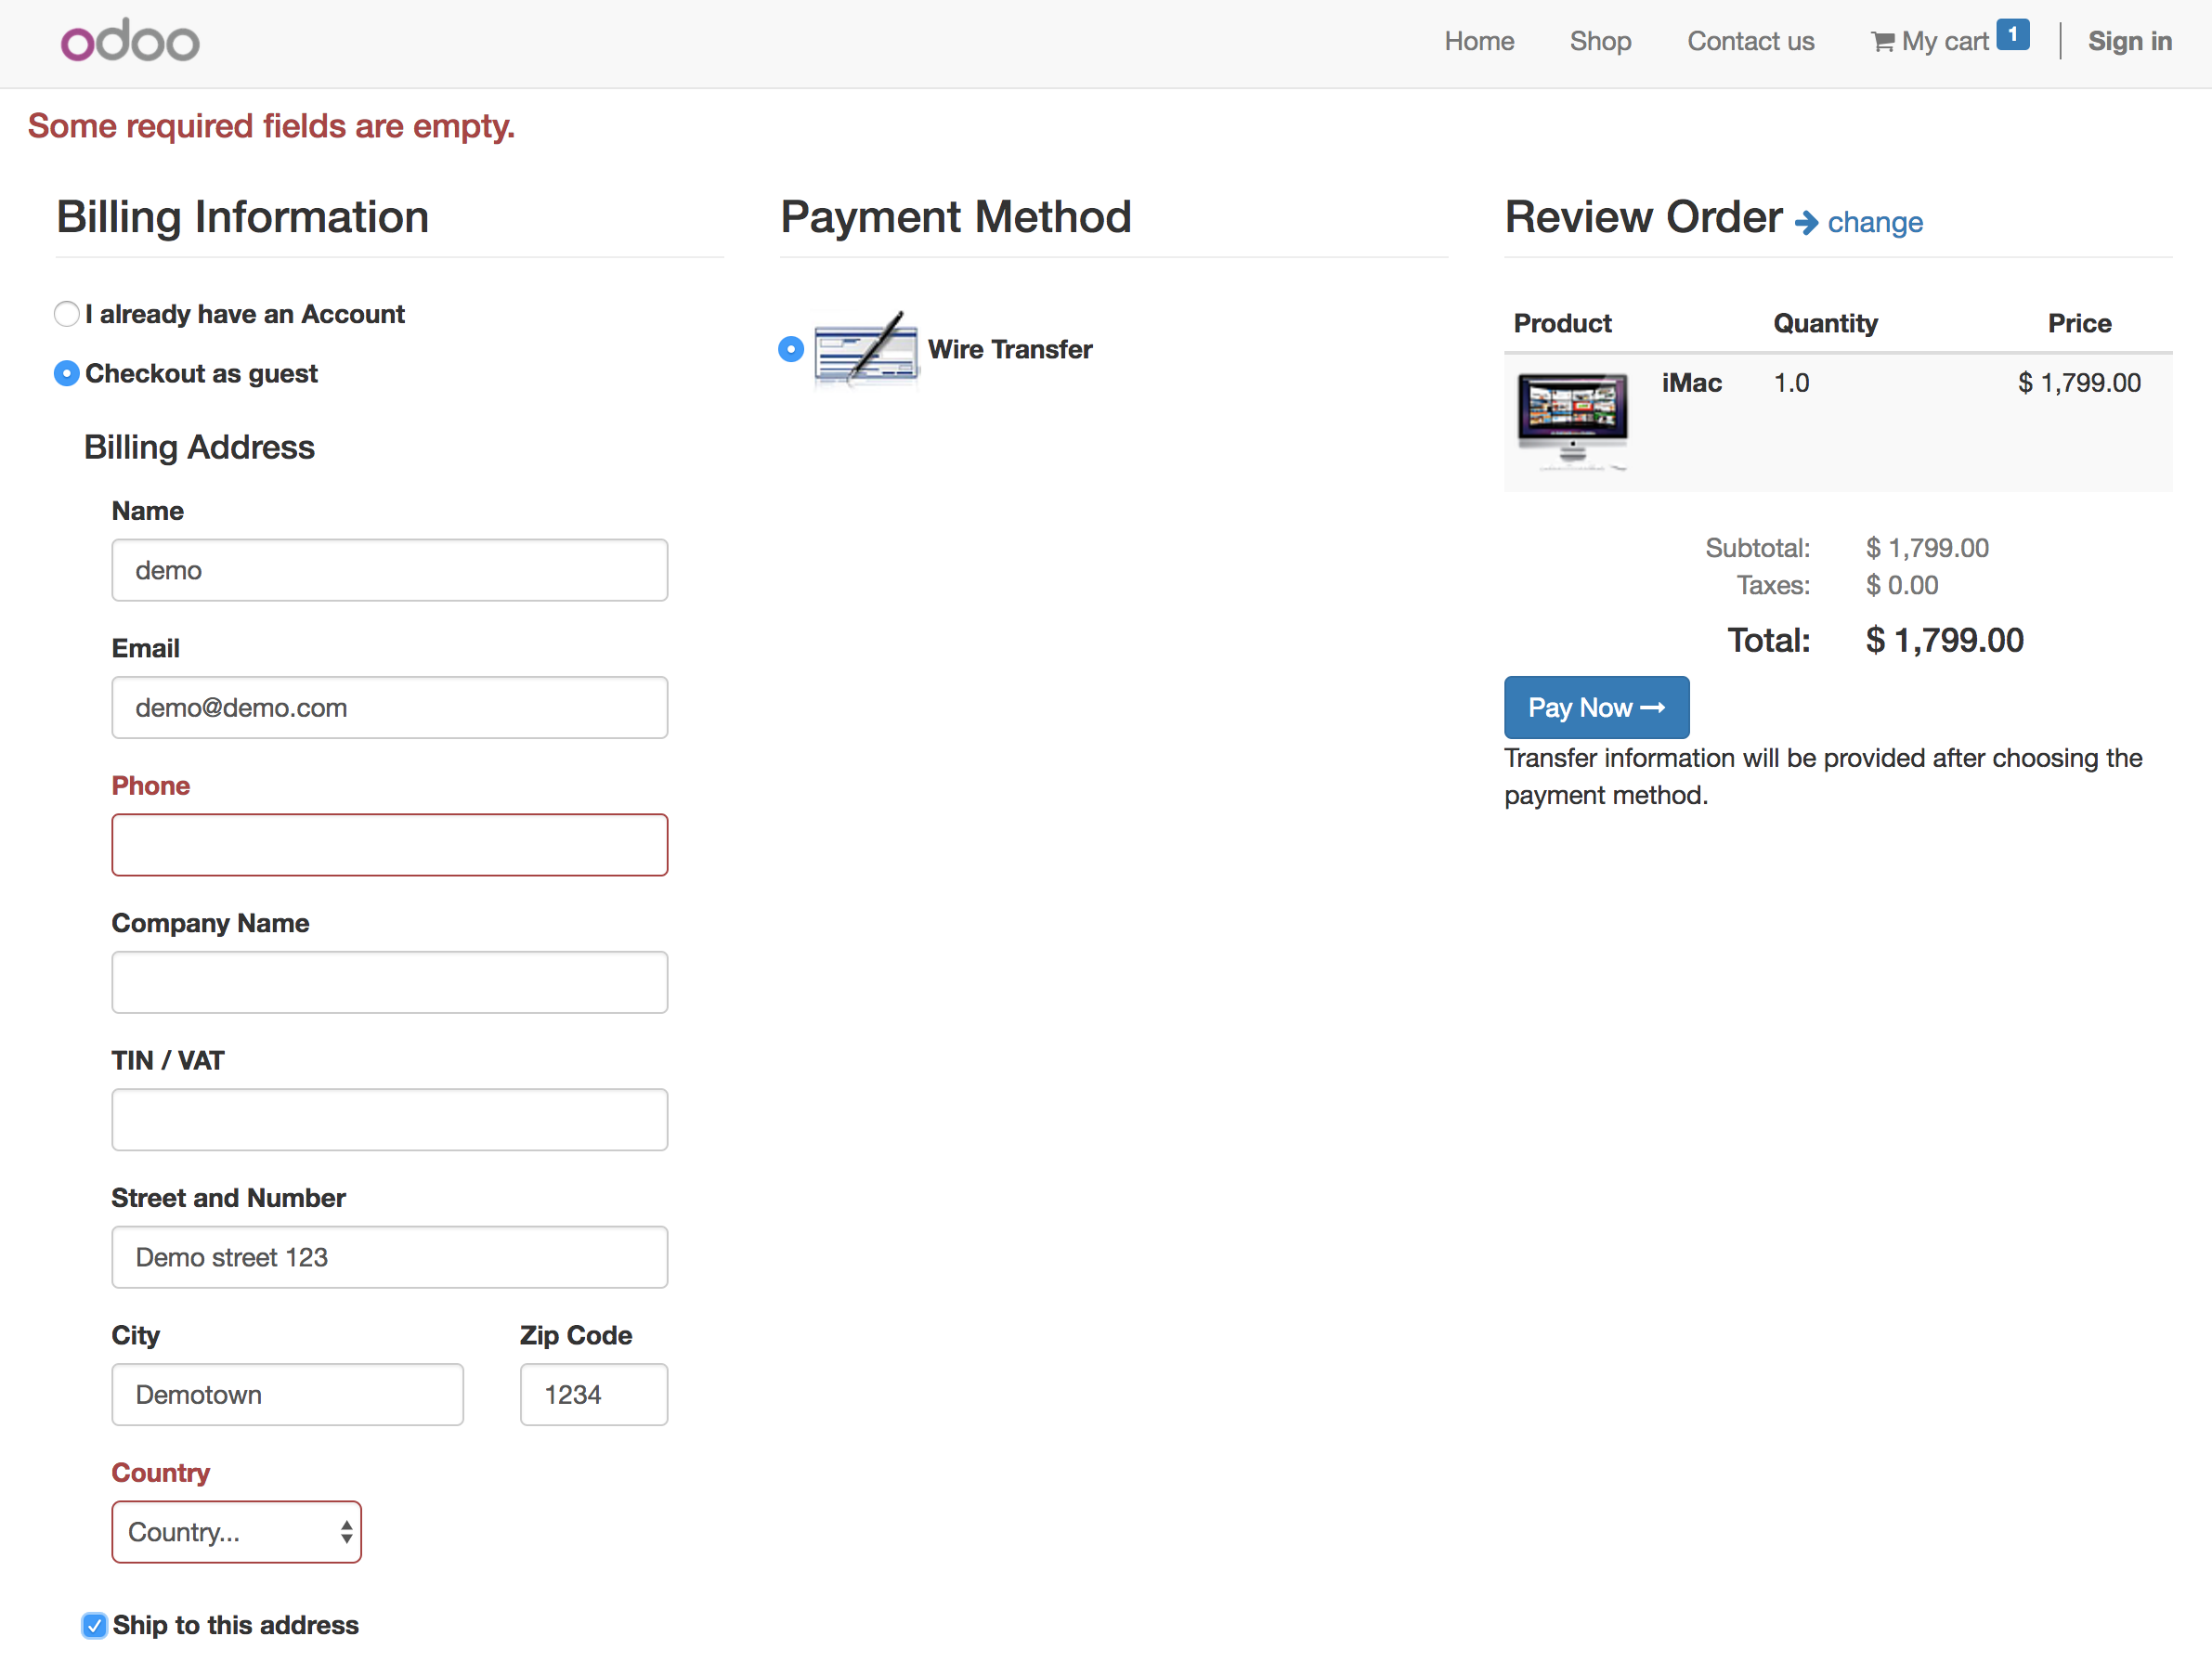 odoo
Home Shop Contact us My cart 1 Sign in
Some required fields are empty.
Billing Information
I already have an Account
Checkout as guest
Billing Address
Name
demo
Email
demo@demo.com
Phone
Company Name
TIN / VAT
Street and Number
Demo street 123
City Zip Code
Demotown 1234
Country
Country...
Ship to this address
Payment Method
Wire Transfer
Review Order change
Product Quantity Price
iMac 1.0 $ 1,799.00
Subtotal: $ 1,799.00
Taxes: $ 0.00
Total: $ 1,799.00
Pay Now
Transfer information will be provided after choosing the
payment method.